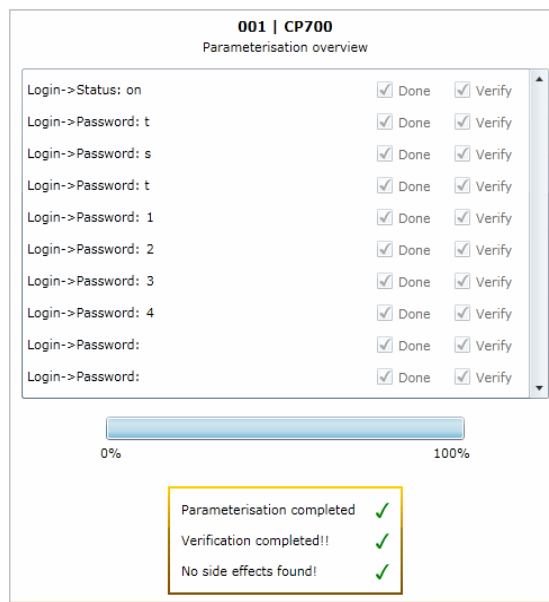 001 | CP700
Parameterisation overview
Login->Status: on Done Verify
Login->Password: t Done Verify
Login->Password: s Done Verify
Login->Password: t Done Verify
Login->Password: 1 Done Verify
Login->Password: 2 Done Verify
Login->Password: 3 Done Verify
Login->Password: 4 Done Verify
Login->Password: Done Verify
Login->Password: Done Verify
0% 100%
Parameterisation completed
Verification completed!!
No side effects found!